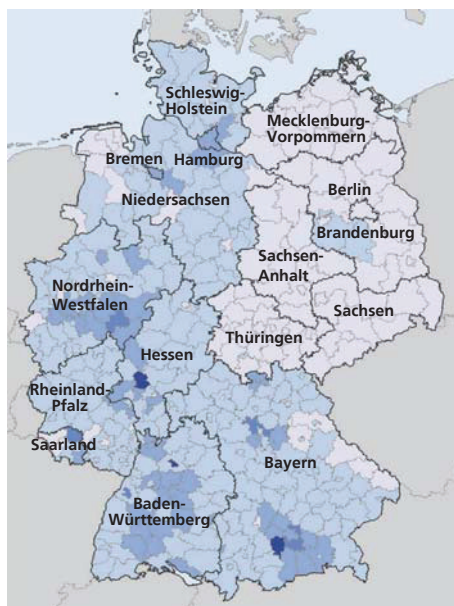 Schleswig-
Holstein
Mecklenburg-
Vorpommern
Bremen
Hamburg
Berlin
Niedersachsen
Brandenburg
Sachsen-
Anhalt
Nordrhein-
Westfalen
Sachsen
Thüringen
Hessen
Rheinland-
Pfalz
Saarland
Bayern
Baden-
Württemberg